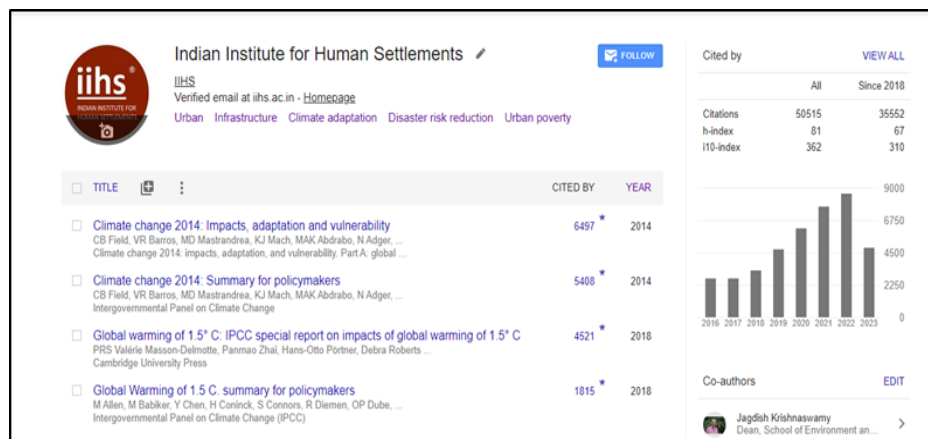 iihs®
INDIAN INSTITUTE FOR
HUMAN SETTLEMENTS
Indian Institute for Human Settlements
FOLLOW
IIHS
Verified email at iihs.ac.in - Homepage
Urban Infrastructure Climate adaptation Disaster risk reduction Urban poverty
TITLE CITED BY YEAR
Climate change 2014: Impacts, adaptation and vulnerability 6497 * 2014
CB Field, VR Barros, MD Mastrandrea, KJ Mach, MAK Abdrabo, N Adger, ...
Climate change 2014: impacts, adaptation, and vulnerability. Part A: global ...
Climate change 2014: Summary for policymakers 5408 * 2014
CB Field, VR Barros, MD Mastrandrea, KJ Mach, MAK Abdrabo, N Adger, ...
Intergovernmental Panel on Climate Change
Global warming of 1.5° C: IPCC special report on impacts of global warming of 1.5° C 4521 * 2018
PRS Valérie Masson-Delmotte, Panmao Zhai, Hans-Otto Pörtner, Debra Roberts ...
Cambridge University Press
Global Warming of 1.5 C. summary for policymakers 1815 * 2018
M Allen, M Babiker, Y Chen, H Coninck, S Connors, R Diemen, OP Dube, ...
Intergovernmental Panel on Climate Change (IPCC)
Cited by VIEW ALL
All Since 2018
Citations 50515 35552
h-index 81 67
i10-index 362 310
9000
6750
4500
2250
0
2016 2017 2018 2019 2020 2021 2022 2023
Co-authors EDIT
Jagdish Krishnaswamy
Dean, School of Environment an...